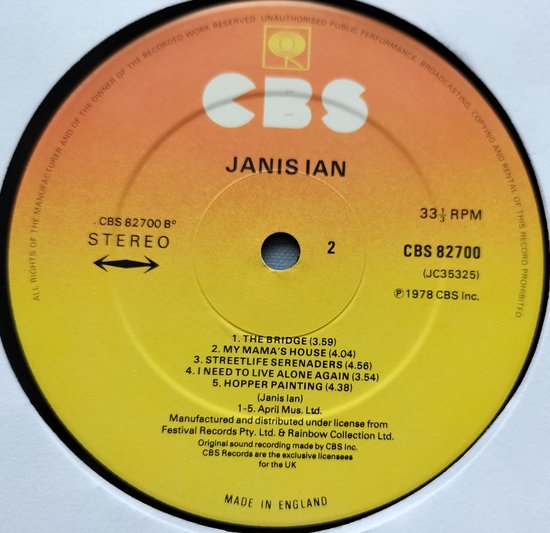 ALL RIGHTS OF THE MANUFACTURER AND OF THE OWNER OF THE RECORDED WORK RESERVED. UNAUTHORISED PUBLIC PERFORMANCE, BROADCASTING, COPYING AND RENTAL OF THIS RECORD PROHIBITED
CBS
JANIS IAN
CBS 82700 B°
STEREO
2
33 1/3 RPM
CBS 82700
(JC35325)
℗ 1978 CBS Inc.
1. THE BRIDGE (3.59)
2. MY MAMA'S HOUSE (4.04)
3. STREETLIFE SERENADERS (4.56)
4. I NEED TO LIVE ALONE AGAIN (3.54)
5. HOPPER PAINTING (4.38)
(Janis Ian)
1-5. April Mus. Ltd.
Manufactured and distributed under license from
Festival Records Pty. Ltd. & Rainbow Collection Ltd.
Original sound recording made by CBS Inc.
CBS Records are the exclusive licensees
for the UK
MADE IN ENGLAND